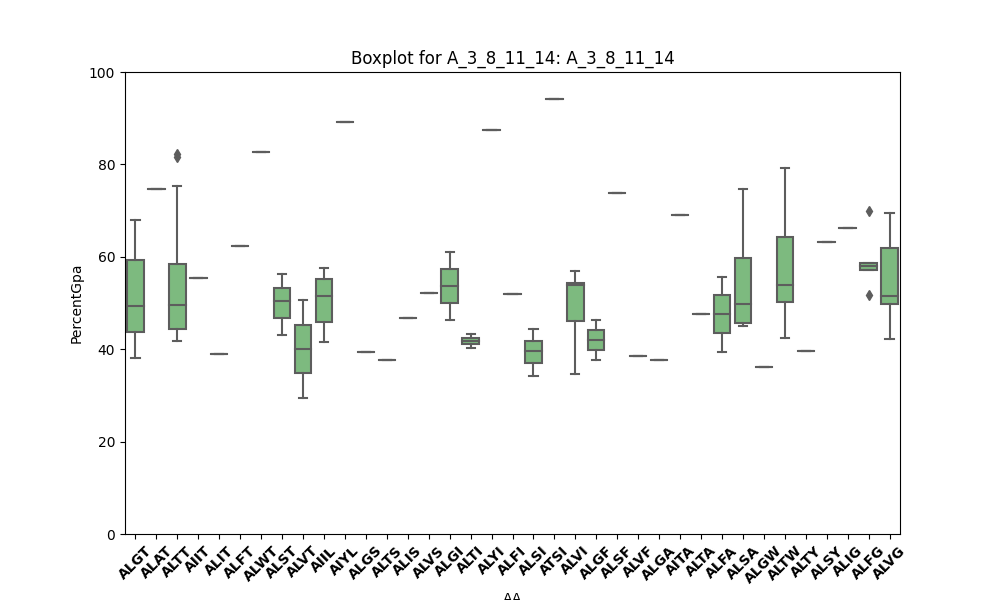 Boxplot for A_3_8_11_14: A_3_8_11_14
100
80
60
40
20
0
PercentGpa
ALGT ALAT ALTT AIIT ALIT ALFT ALWT ALST ALVT AIIL AIYL ALGS ALTS ALIS ALVS ALGI ALTI ALYI ALFI ALSI ATSI ALVI ALGF ALSF ALVF ALGA AITA ALTA ALFA ALSA ALGW ALTW ALTY ALSY ALIG ALFG ALVG
AA